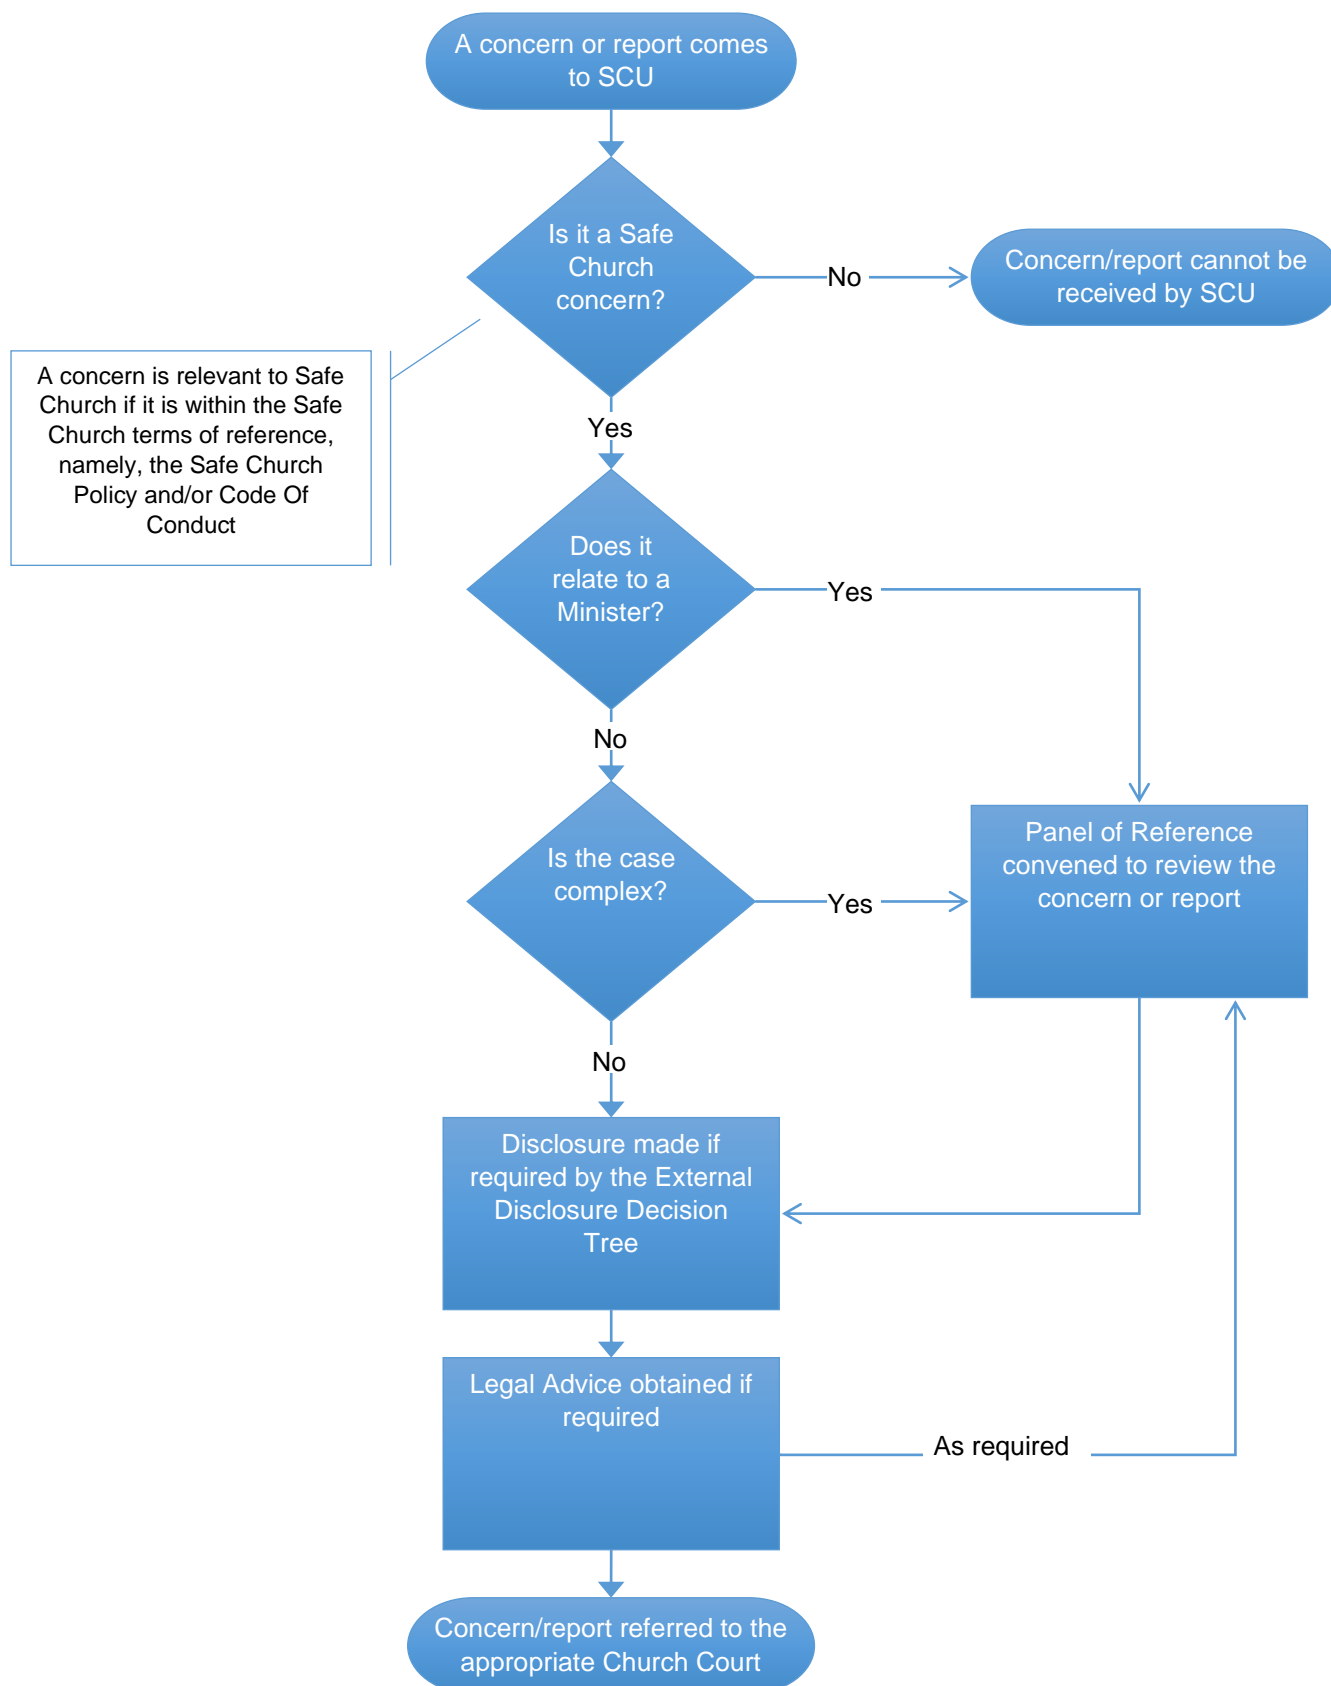 A concern or report comes
to SCU
Is it a Safe
Church
concern?
No
Concern/report cannot be
received by SCU
A concern is relevant to Safe
Church if it is within the Safe
Church terms of reference,
namely, the Safe Church
Policy and/or Code Of
Conduct
Yes
Does it
relate to a
Minister?
Yes
No
Is the case
complex?
Yes
Panel of Reference
convened to review the
concern or report
No
Disclosure made if
required by the External
Disclosure Decision
Tree
Legal Advice obtained if
required
As required
Concern/report referred to the
appropriate Church Court